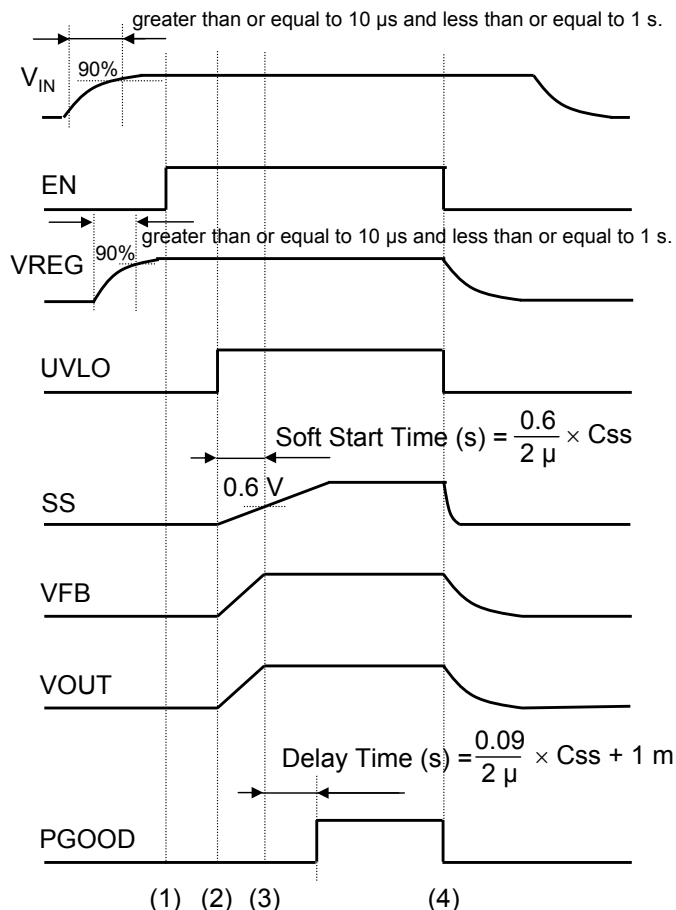 greater than or equal to 10 µs and less than or equal to 1 s.
90%
VIN
EN
greater than or equal to 10 µs and less than or equal to 1 s.
90%
VREG
UVLO
Soft Start Time (s) = 0.6 / 2 µ × Css
0.6 V
SS
VFB
VOUT
Delay Time (s) = 0.09 / 2 µ × Css + 1 m
PGOOD
(1) (2) (3) (4)